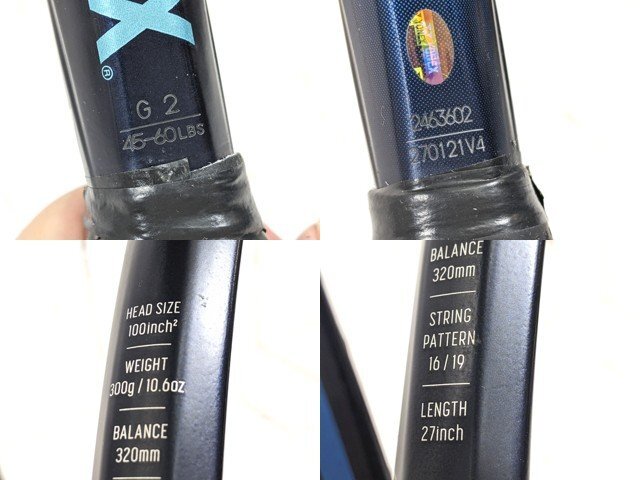 X
®
G 2
45-60LBS
2463602
270121V4
HEAD SIZE
100inch²
WEIGHT
300g / 10.6oz
BALANCE
320mm
BALANCE
320mm
STRING
PATTERN
16 / 19
LENGTH
27inch